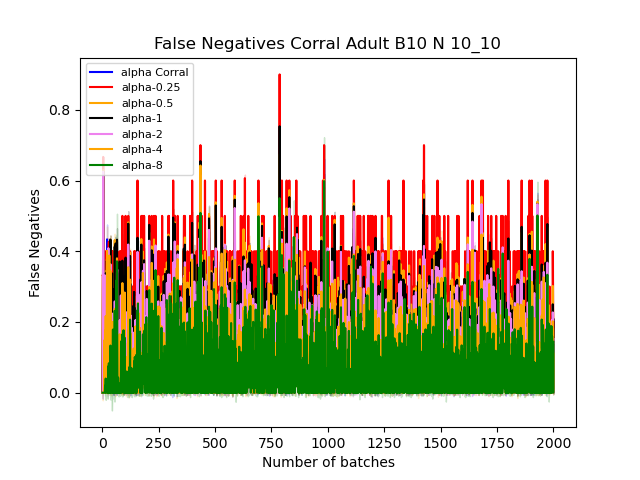 False Negatives Corral Adult B10 N 10_10
alpha Corral
alpha-0.25
alpha-0.5
alpha-1
alpha-2
alpha-4
alpha-8
0.8
0.6
0.4
0.2
0.0
False Negatives
0 250 500 750 1000 1250 1500 1750 2000
Number of batches